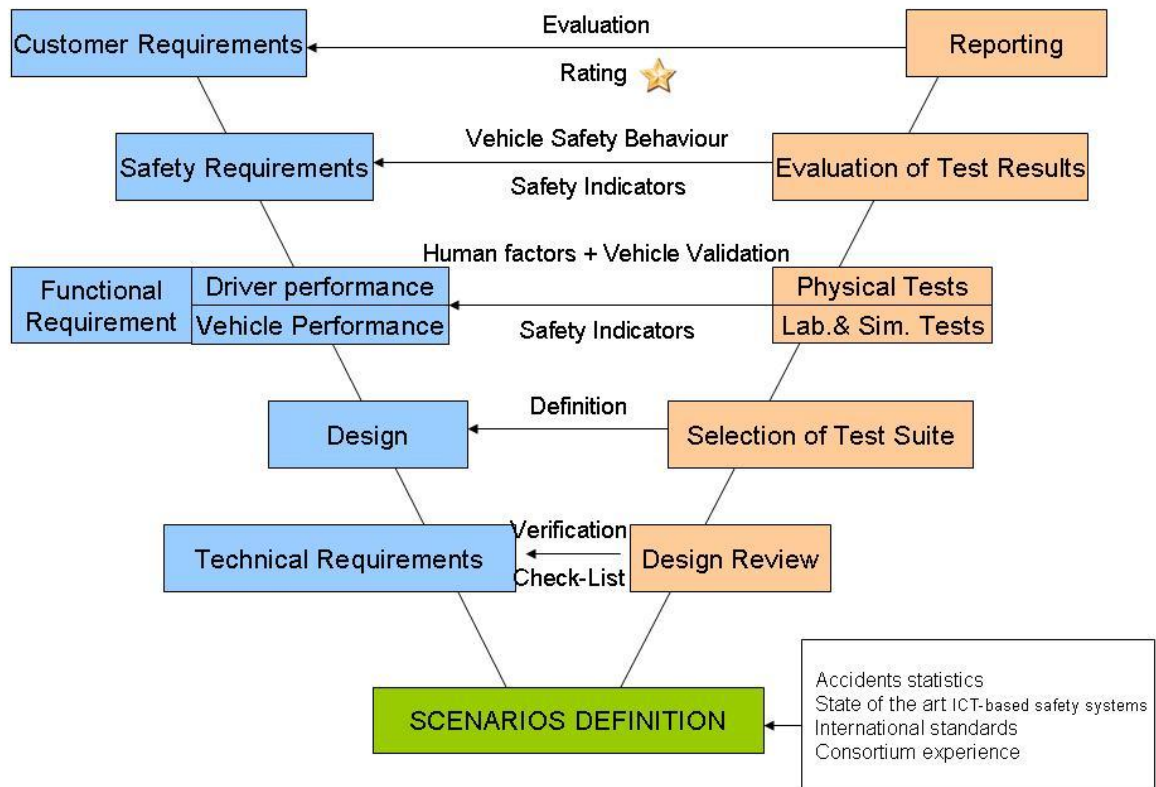 Customer Requirements
Evaluation
Rating
Reporting
Safety Requirements
Vehicle Safety Behaviour
Safety Indicators
Evaluation of Test Results
Human factors + Vehicle Validation
Functional
Requirement
Driver performance
Vehicle Performance
Safety Indicators
Physical Tests
Lab.& Sim. Tests
Design
Definition
Selection of Test Suite
Technical Requirements
Verification
Check-List
Design Review
SCENARIOS DEFINITION
Accidents statistics
State of the art ICT-based safety systems
International standards
Consortium experience